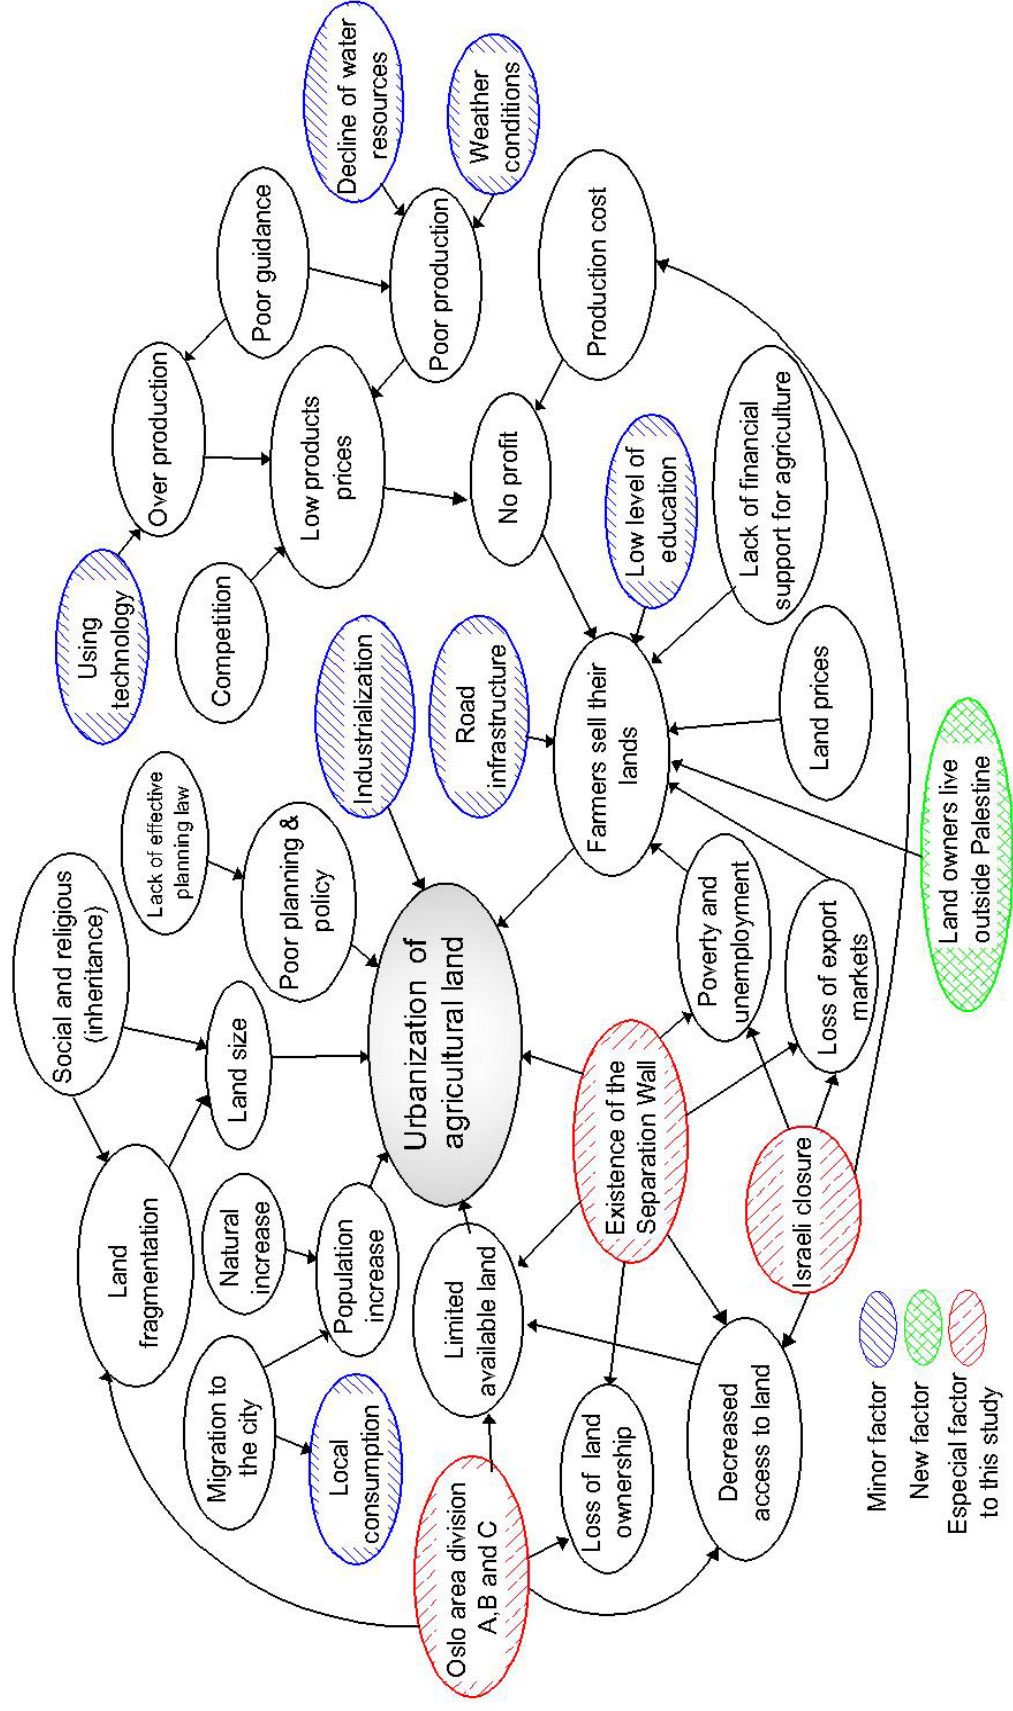 Social and religious
(inheritance)
Using
technology
Over production
Poor guidance
Land
fragmentation
Lack of effective
planning law
Competition
Land size
Natural
increase
Migration to
the city
Poor planning &
policy
Industrialization
Low products
prices
Decline of water
resources
Population
increase
Local
consumption
Urbanization of
agricultural land
Road
infrastructure
Poor production
Weather
conditions
Limited
available land
Oslo area division
A,B and C
No profit
Production cost
Farmers sell their
lands
Low level of
education
Existence of the
Separation Wall
Loss of land
ownership
Poverty and
unemployment
Lack of financial
support for agriculture
Decreased
access to land
Israeli closure
Loss of export
markets
Land prices
Land owners live
outside Palestine
Minor factor
New factor
Especial factor
to this study